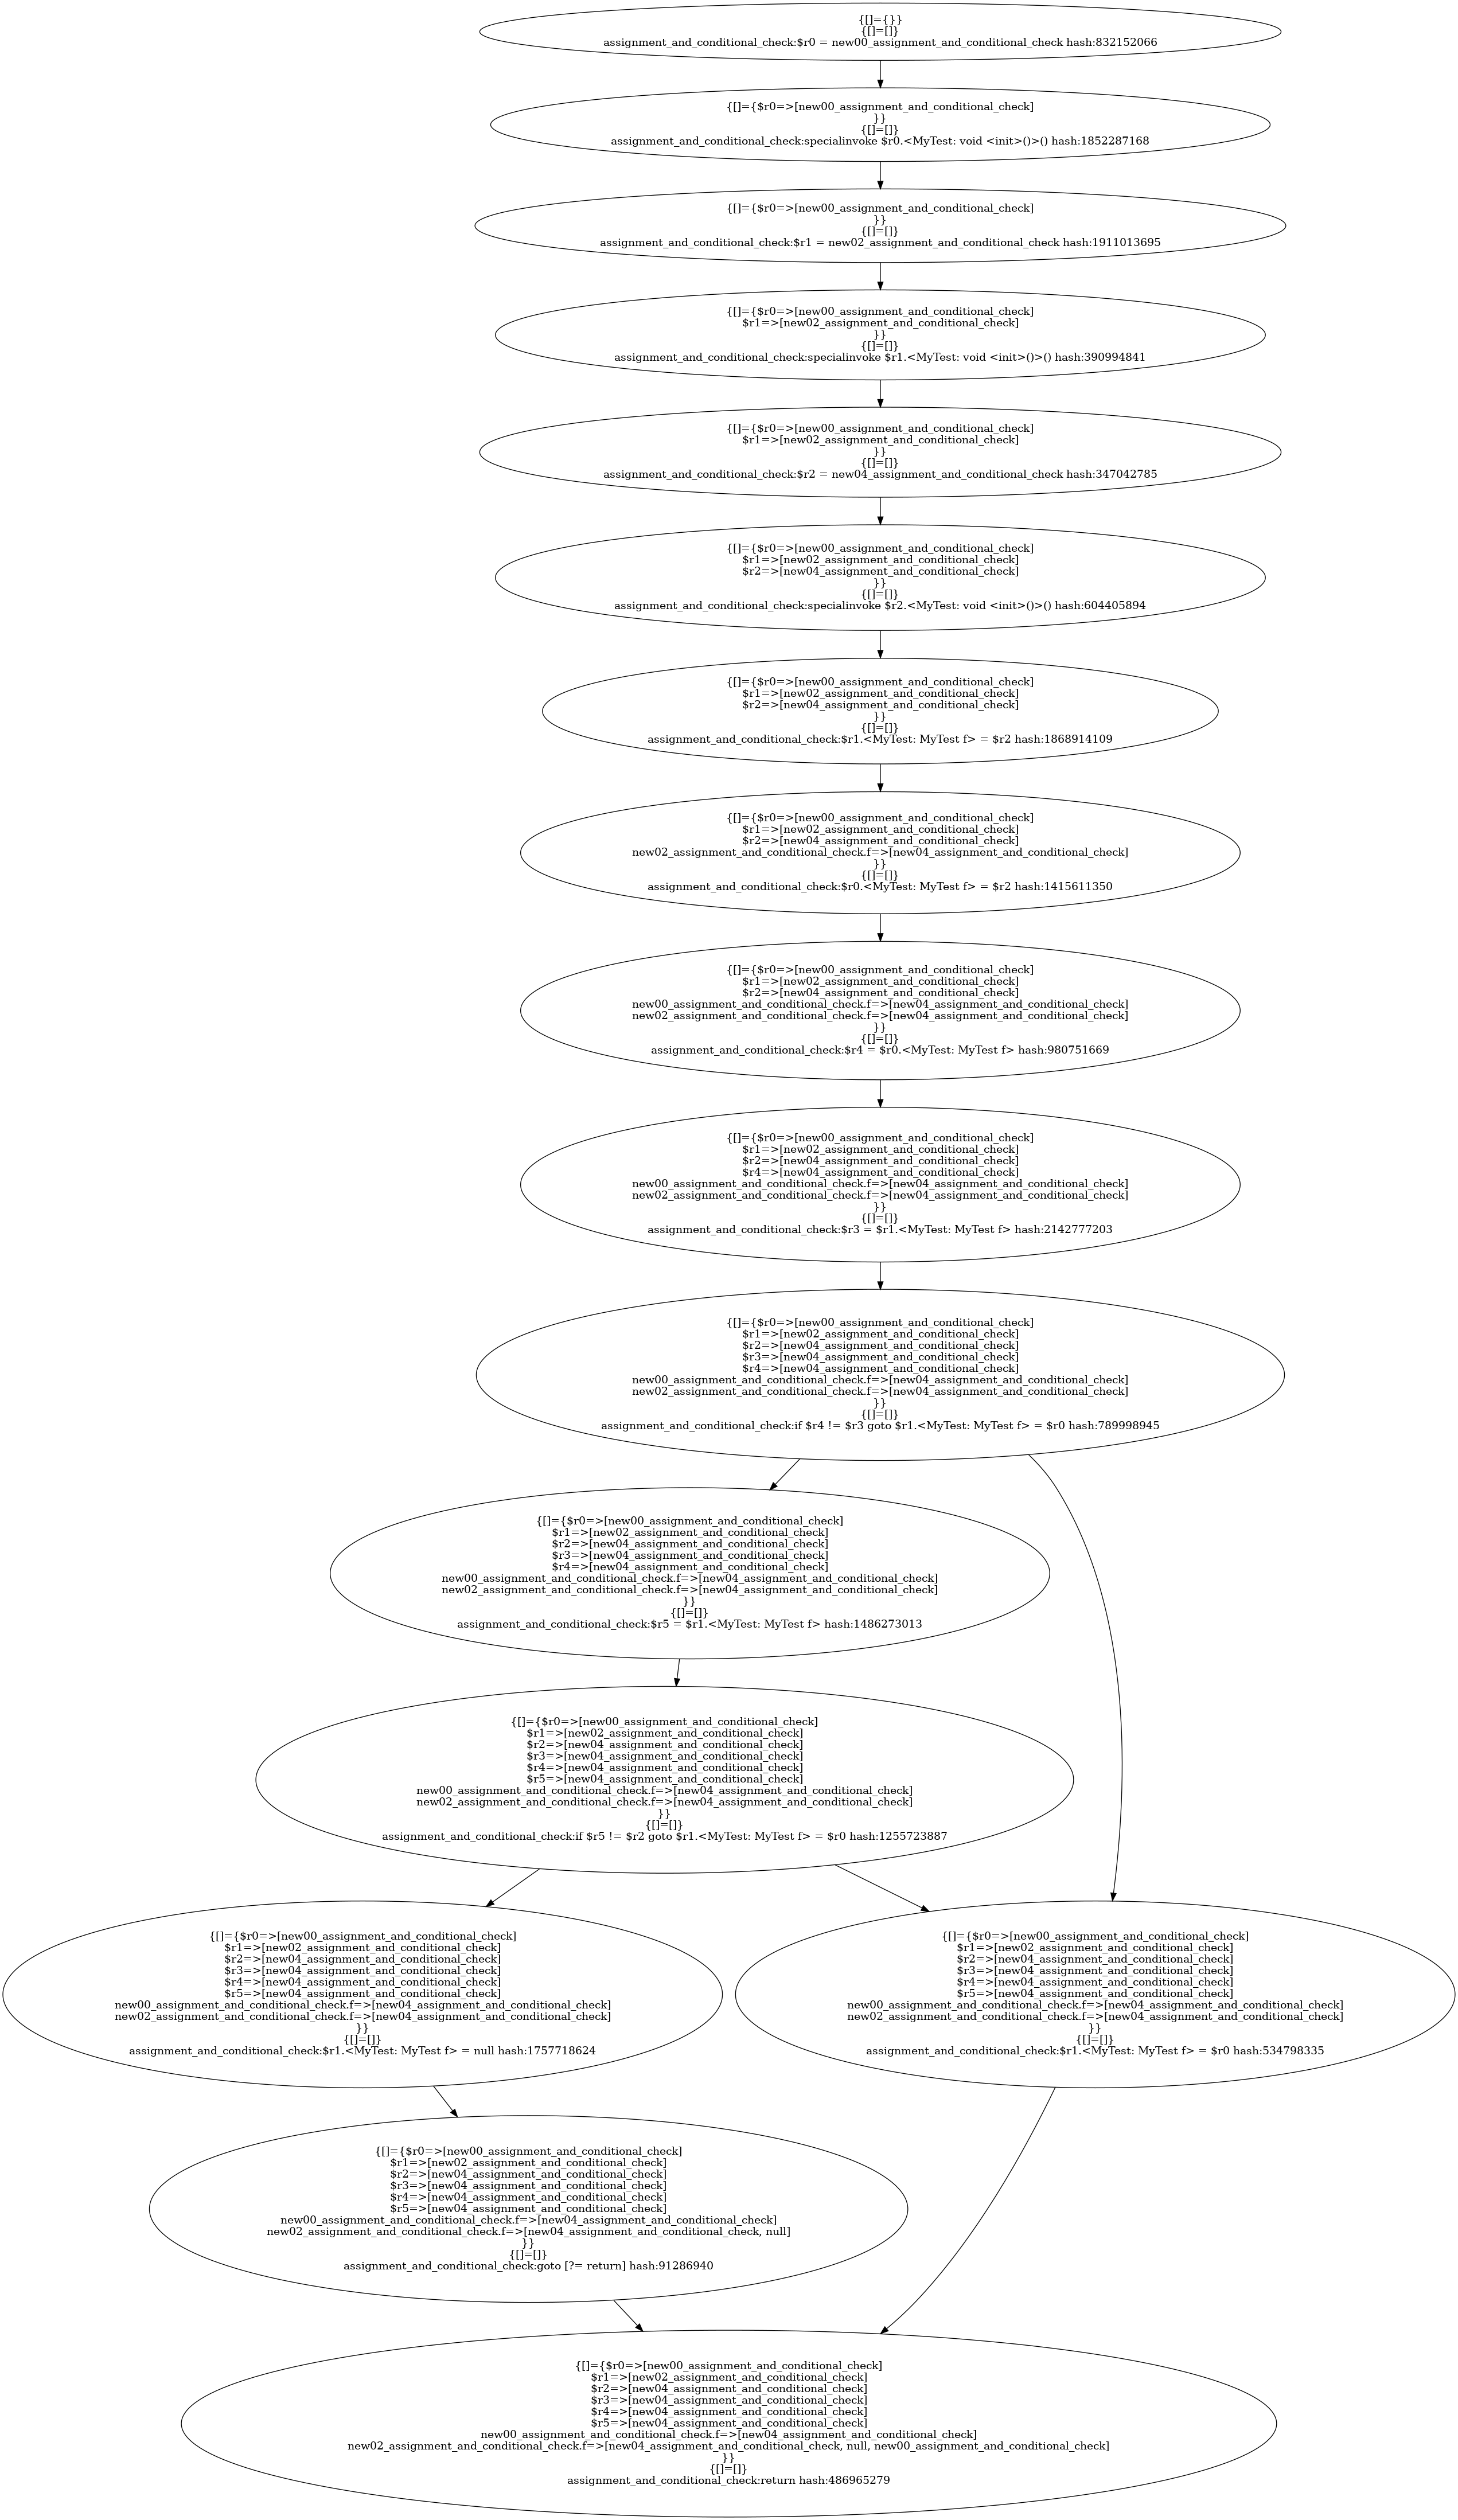 {[]={}}
{[]=[]}
assignment_and_conditional_check:$r0 = new00_assignment_and_conditional_check hash:832152066
{[]={$r0=>[new00_assignment_and_conditional_check]
}}
{[]=[]}
assignment_and_conditional_check:specialinvoke $r0.<MyTest: void <init>()>() hash:1852287168
{[]={$r0=>[new00_assignment_and_conditional_check]
}}
{[]=[]}
assignment_and_conditional_check:$r1 = new02_assignment_and_conditional_check hash:1911013695
{[]={$r0=>[new00_assignment_and_conditional_check]
$r1=>[new02_assignment_and_conditional_check]
}}
{[]=[]}
assignment_and_conditional_check:specialinvoke $r1.<MyTest: void <init>()>() hash:390994841
{[]={$r0=>[new00_assignment_and_conditional_check]
$r1=>[new02_assignment_and_conditional_check]
}}
{[]=[]}
assignment_and_conditional_check:$r2 = new04_assignment_and_conditional_check hash:347042785
{[]={$r0=>[new00_assignment_and_conditional_check]
$r1=>[new02_assignment_and_conditional_check]
$r2=>[new04_assignment_and_conditional_check]
}}
{[]=[]}
assignment_and_conditional_check:specialinvoke $r2.<MyTest: void <init>()>() hash:604405894
{[]={$r0=>[new00_assignment_and_conditional_check]
$r1=>[new02_assignment_and_conditional_check]
$r2=>[new04_assignment_and_conditional_check]
}}
{[]=[]}
assignment_and_conditional_check:$r1.<MyTest: MyTest f> = $r2 hash:1868914109
{[]={$r0=>[new00_assignment_and_conditional_check]
$r1=>[new02_assignment_and_conditional_check]
$r2=>[new04_assignment_and_conditional_check]
new02_assignment_and_conditional_check.f=>[new04_assignment_and_conditional_check]
}}
{[]=[]}
assignment_and_conditional_check:$r0.<MyTest: MyTest f> = $r2 hash:1415611350
{[]={$r0=>[new00_assignment_and_conditional_check]
$r1=>[new02_assignment_and_conditional_check]
$r2=>[new04_assignment_and_conditional_check]
new00_assignment_and_conditional_check.f=>[new04_assignment_and_conditional_check]
new02_assignment_and_conditional_check.f=>[new04_assignment_and_conditional_check]
}}
{[]=[]}
assignment_and_conditional_check:$r4 = $r0.<MyTest: MyTest f> hash:980751669
{[]={$r0=>[new00_assignment_and_conditional_check]
$r1=>[new02_assignment_and_conditional_check]
$r2=>[new04_assignment_and_conditional_check]
$r4=>[new04_assignment_and_conditional_check]
new00_assignment_and_conditional_check.f=>[new04_assignment_and_conditional_check]
new02_assignment_and_conditional_check.f=>[new04_assignment_and_conditional_check]
}}
{[]=[]}
assignment_and_conditional_check:$r3 = $r1.<MyTest: MyTest f> hash:2142777203
{[]={$r0=>[new00_assignment_and_conditional_check]
$r1=>[new02_assignment_and_conditional_check]
$r2=>[new04_assignment_and_conditional_check]
$r3=>[new04_assignment_and_conditional_check]
$r4=>[new04_assignment_and_conditional_check]
new00_assignment_and_conditional_check.f=>[new04_assignment_and_conditional_check]
new02_assignment_and_conditional_check.f=>[new04_assignment_and_conditional_check]
}}
{[]=[]}
assignment_and_conditional_check:if $r4 != $r3 goto $r1.<MyTest: MyTest f> = $r0 hash:789998945
{[]={$r0=>[new00_assignment_and_conditional_check]
$r1=>[new02_assignment_and_conditional_check]
$r2=>[new04_assignment_and_conditional_check]
$r3=>[new04_assignment_and_conditional_check]
$r4=>[new04_assignment_and_conditional_check]
new00_assignment_and_conditional_check.f=>[new04_assignment_and_conditional_check]
new02_assignment_and_conditional_check.f=>[new04_assignment_and_conditional_check]
}}
{[]=[]}
assignment_and_conditional_check:$r5 = $r1.<MyTest: MyTest f> hash:1486273013
{[]={$r0=>[new00_assignment_and_conditional_check]
$r1=>[new02_assignment_and_conditional_check]
$r2=>[new04_assignment_and_conditional_check]
$r3=>[new04_assignment_and_conditional_check]
$r4=>[new04_assignment_and_conditional_check]
$r5=>[new04_assignment_and_conditional_check]
new00_assignment_and_conditional_check.f=>[new04_assignment_and_conditional_check]
new02_assignment_and_conditional_check.f=>[new04_assignment_and_conditional_check]
}}
{[]=[]}
assignment_and_conditional_check:if $r5 != $r2 goto $r1.<MyTest: MyTest f> = $r0 hash:1255723887
{[]={$r0=>[new00_assignment_and_conditional_check]
$r1=>[new02_assignment_and_conditional_check]
$r2=>[new04_assignment_and_conditional_check]
$r3=>[new04_assignment_and_conditional_check]
$r4=>[new04_assignment_and_conditional_check]
$r5=>[new04_assignment_and_conditional_check]
new00_assignment_and_conditional_check.f=>[new04_assignment_and_conditional_check]
new02_assignment_and_conditional_check.f=>[new04_assignment_and_conditional_check]
}}
{[]=[]}
assignment_and_conditional_check:$r1.<MyTest: MyTest f> = null hash:1757718624
{[]={$r0=>[new00_assignment_and_conditional_check]
$r1=>[new02_assignment_and_conditional_check]
$r2=>[new04_assignment_and_conditional_check]
$r3=>[new04_assignment_and_conditional_check]
$r4=>[new04_assignment_and_conditional_check]
$r5=>[new04_assignment_and_conditional_check]
new00_assignment_and_conditional_check.f=>[new04_assignment_and_conditional_check]
new02_assignment_and_conditional_check.f=>[new04_assignment_and_conditional_check]
}}
{[]=[]}
assignment_and_conditional_check:$r1.<MyTest: MyTest f> = $r0 hash:534798335
{[]={$r0=>[new00_assignment_and_conditional_check]
$r1=>[new02_assignment_and_conditional_check]
$r2=>[new04_assignment_and_conditional_check]
$r3=>[new04_assignment_and_conditional_check]
$r4=>[new04_assignment_and_conditional_check]
$r5=>[new04_assignment_and_conditional_check]
new00_assignment_and_conditional_check.f=>[new04_assignment_and_conditional_check]
new02_assignment_and_conditional_check.f=>[new04_assignment_and_conditional_check, null]
}}
{[]=[]}
assignment_and_conditional_check:goto [?= return] hash:91286940
{[]={$r0=>[new00_assignment_and_conditional_check]
$r1=>[new02_assignment_and_conditional_check]
$r2=>[new04_assignment_and_conditional_check]
$r3=>[new04_assignment_and_conditional_check]
$r4=>[new04_assignment_and_conditional_check]
$r5=>[new04_assignment_and_conditional_check]
new00_assignment_and_conditional_check.f=>[new04_assignment_and_conditional_check]
new02_assignment_and_conditional_check.f=>[new04_assignment_and_conditional_check, null, new00_assignment_and_conditional_check]
}}
{[]=[]}
assignment_and_conditional_check:return hash:486965279